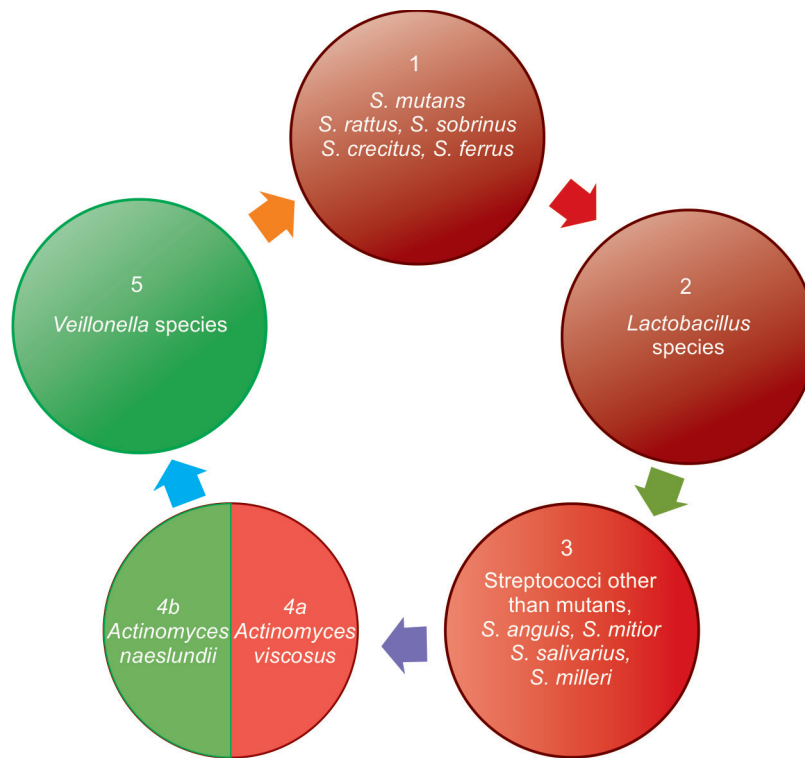 1
S. mutans
S. rattus, S. sobrinus
S. crecitus, S. ferrus
2
Lactobacillus
species
3
Streptococci other
than mutans,
S. anguis, S. mitior
S. salivarius,
S. milleri
4a
Actinomyces
viscosus
4b
Actinomyces
naeslundii
5
Veillonella species